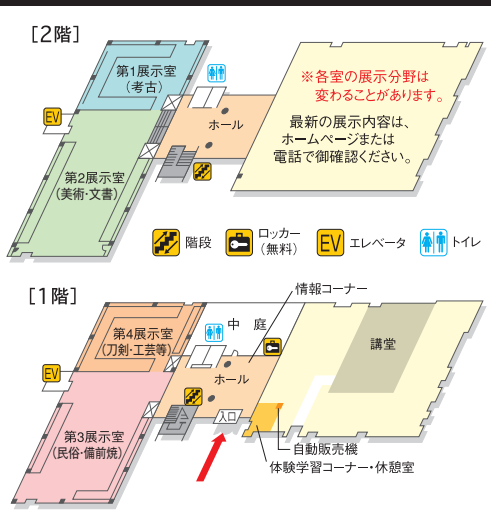 [2階]
第1展示室
(考古)
※各室の展示分野は
変わることがあります。
EV
ホール
最新の展示内容は、
ホームページまたは
電話で御確認ください。
第2展示室
(美術・文書)
階段
ロッカー
(無料)
EV
エレベータ
トイレ
[1階]
情報コーナー
第4展示室
(刀剣・工芸等)
中庭
講堂
EV
ホール
入口
第3展示室
(民俗・備前焼)
自動販売機
体験学習コーナー・休憩室